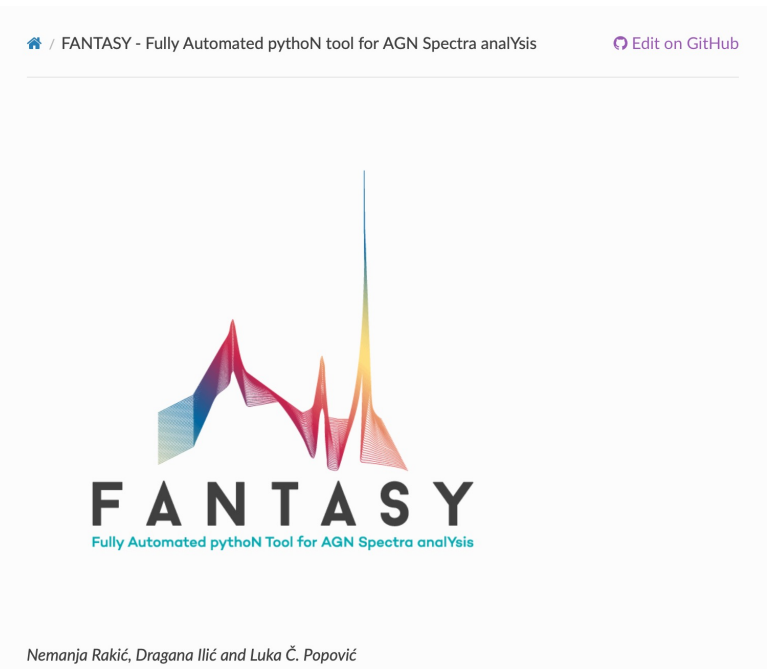 / FANTASY - Fully Automated pythoN tool for AGN Spectra analYsis Edit on GitHub
FANTASY
Fully Automated pythoN Tool for AGN Spectra analYsis
Nemanja Rakić, Dragana Ilić and Luka Č. Popović